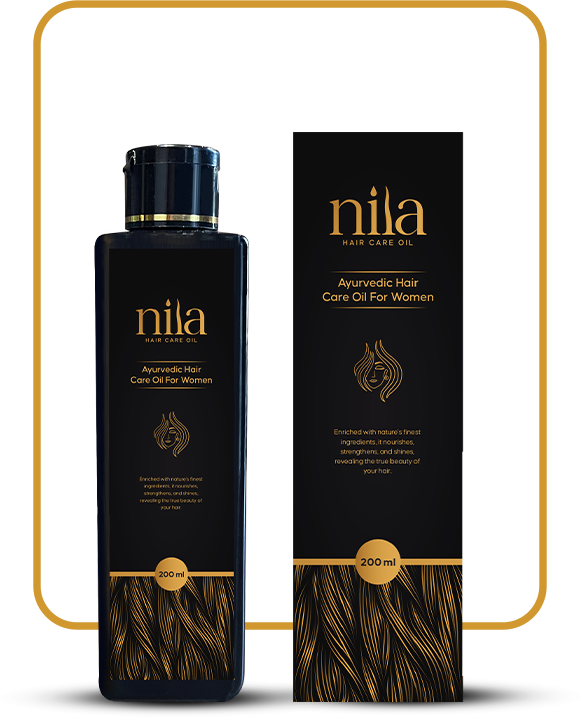 nila
HAIR CARE OIL
Ayurvedic Hair
Care Oil For Women
Enriched with nature's finest
ingredients, it nourishes,
strengthens, and shines,
revealing the true beauty of
your hair.
200 ml
nila
HAIR CARE OIL
Ayurvedic Hair
Care Oil For Women
Enriched with nature's finest
ingredients, it nourishes,
strengthens, and shines,
revealing the true beauty of
your hair.
200 ml